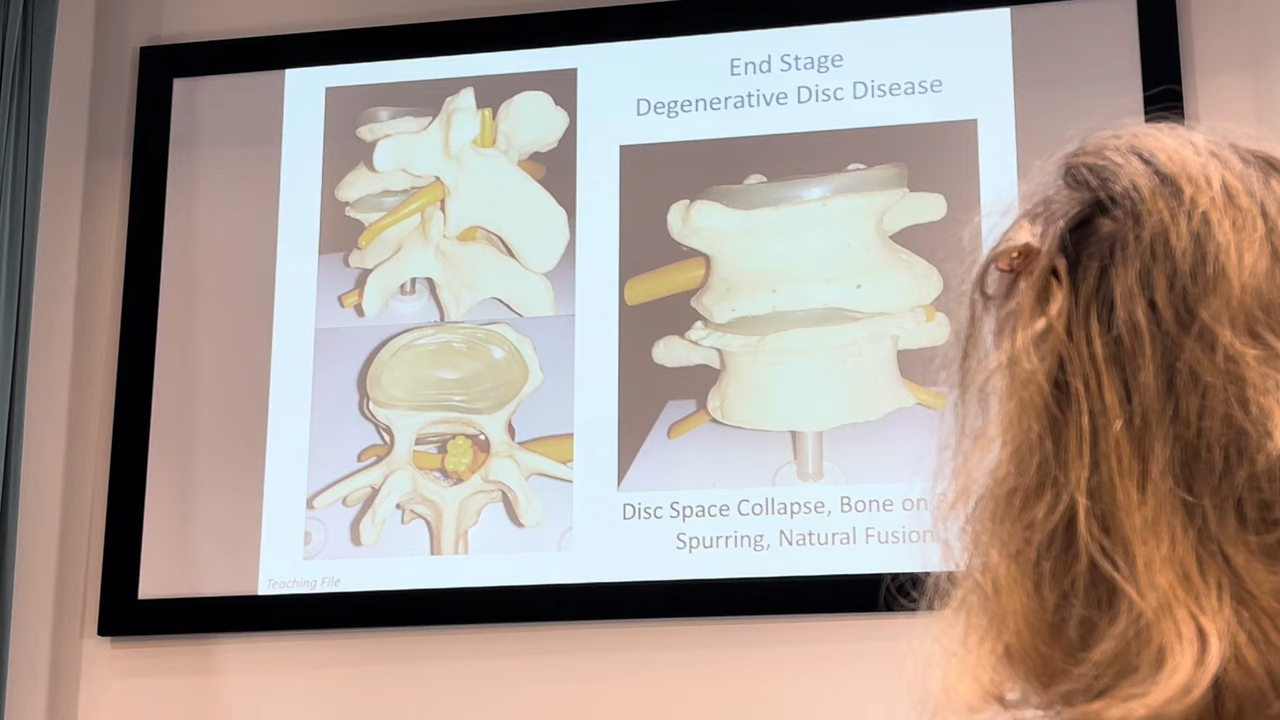 End Stage
Degenerative Disc Disease
Disc Space Collapse, Bone on
Spurring, Natural Fusion
Teaching File